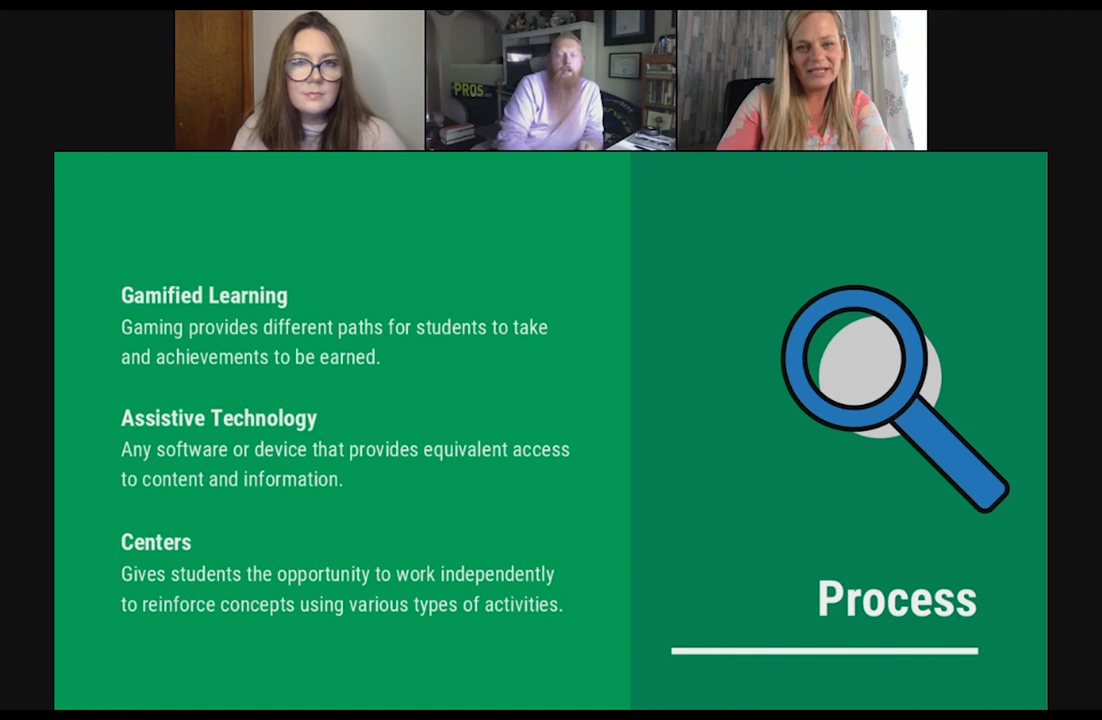 PROS
Gamified Learning
Gaming provides different paths for students to take
and achievements to be earned.
Assistive Technology
Any software or device that provides equivalent access
to content and information.
Centers
Gives students the opportunity to work independently
to reinforce concepts using various types of activities.
Process